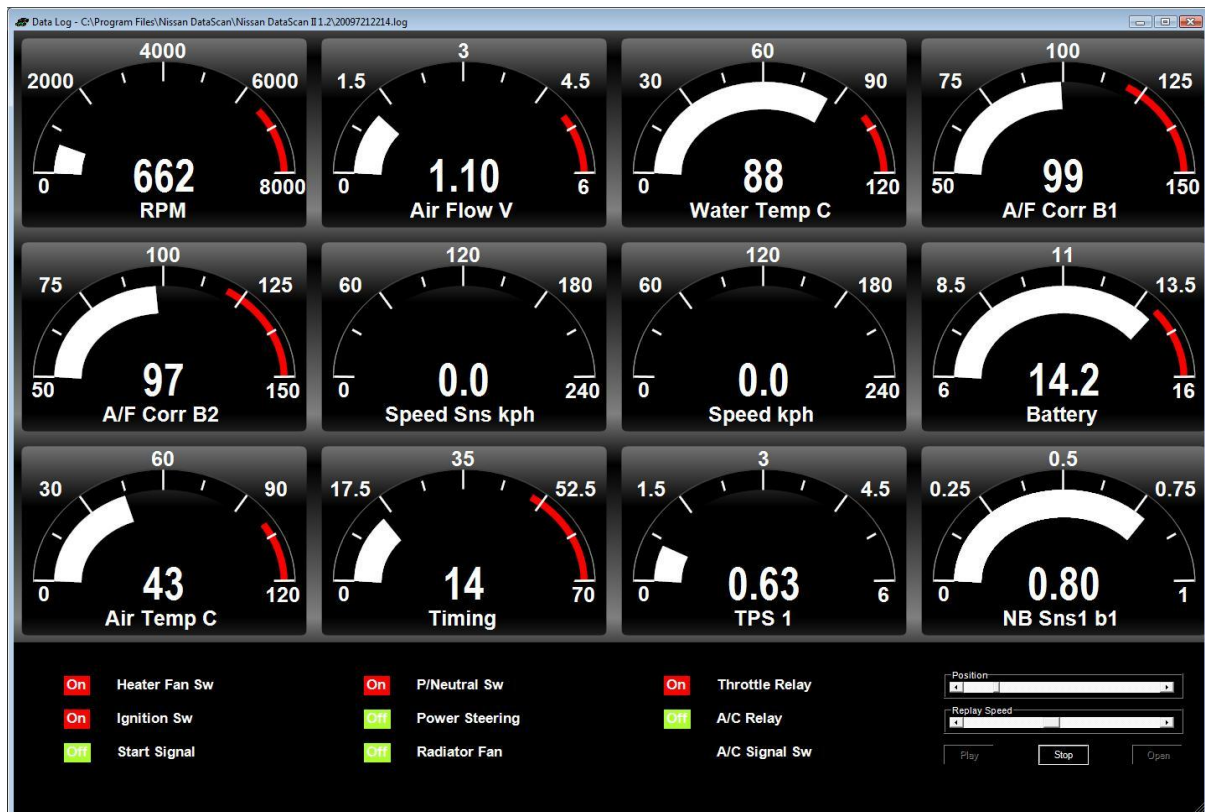 Data Log - C:\Program Files\Nissan DataScan\Nissan DataScan II 1.2\20097212214.log
0 2000 4000 6000 8000
662
RPM
0 1.5 3 4.5 6
1.10
Air Flow V
0 30 60 90 120
88
Water Temp C
50 75 100 125 150
99
A/F Corr B1
50 75 100 125 150
97
A/F Corr B2
0 60 120 180 240
0.0
Speed Sns kph
0 60 120 180 240
0.0
Speed kph
6 8.5 11 13.5 16
14.2
Battery
0 30 60 90 120
43
Air Temp C
0 17.5 35 52.5 70
14
Timing
0 1.5 3 4.5 6
0.63
TPS 1
0 0.25 0.5 0.75 1
0.80
NB Sns1 b1
On Heater Fan Sw
On Ignition Sw
Off Start Signal
On P/Neutral Sw
Off Power Steering
Off Radiator Fan
On Throttle Relay
Off A/C Relay
A/C Signal Sw
Position
Replay Speed
Play Stop Open